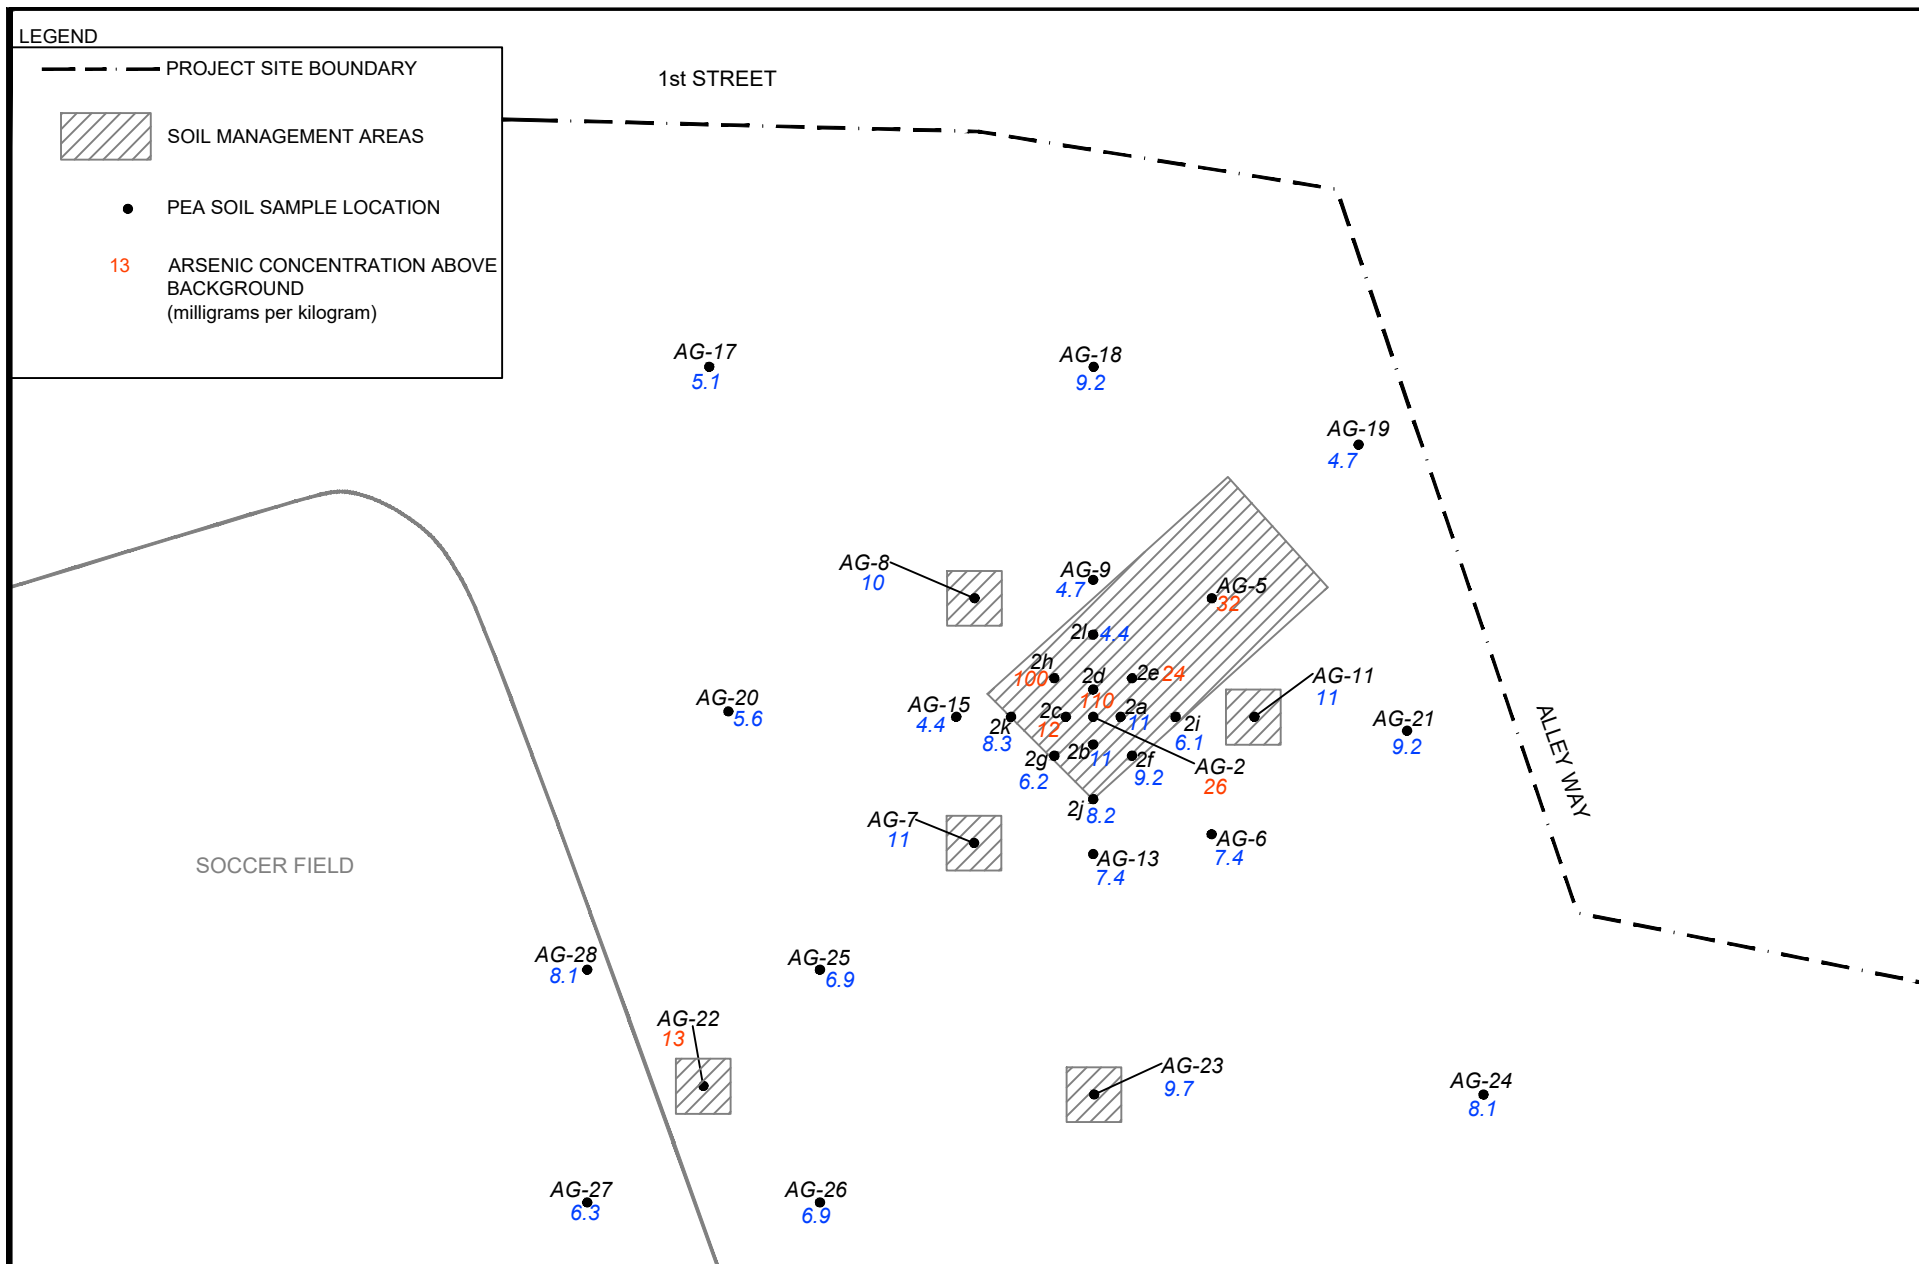 LEGEND
PROJECT SITE BOUNDARY
SOIL MANAGEMENT AREAS
PEA SOIL SAMPLE LOCATION
13 ARSENIC CONCENTRATION ABOVE
BACKGROUND
(milligrams per kilogram)
1st STREET
AG-17
5.1
AG-18
9.2
AG-19
4.7
AG-8
10
AG-9
4.7
AG-5
32
2l 4.4
2h
100
2d
110
2e 24
AG-11
11
AG-20
5.6
AG-15
4.4
2k
8.3
2c
12
2a
11
2i
6.1
AG-21
9.2
ALLEY WAY
2g
6.2
2b
11
2f
9.2
AG-2
26
2j 8.2
AG-7
11
AG-13
7.4
AG-6
7.4
SOCCER FIELD
AG-28
8.1
AG-25
6.9
AG-22
13
AG-23
9.7
AG-24
8.1
AG-27
6.3
AG-26
6.9